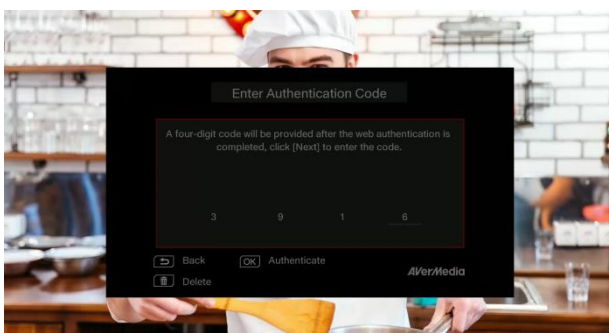 Enter Authentication Code
A four-digit code will be provided after the web authentication is
completed, click [Next] to enter the code.
3 9 1 6
Back OK Authenticate
Delete
AVerMedia